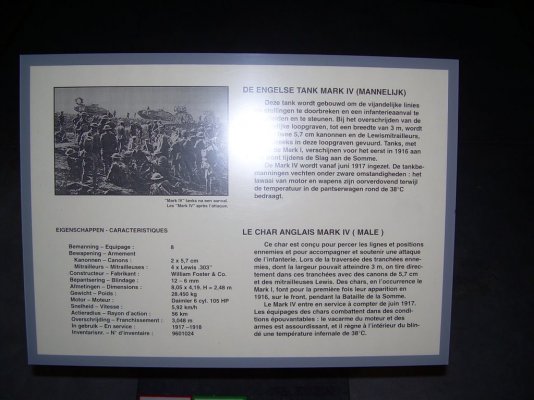 "Mark IV" tanks na een aanval.
Les "Mark IV" après l'attaque.
EIGENSCHAPPEN - CARACTERISTIQUES
Bemanning – Equipage : 8
Bewapening – Armement
Kanonnen – Canons : 2 x 5,7 cm
Mitrailleurs – Mitrailleuses : 4 x Lewis .303"
Constructeur – Fabricant : William Foster & Co.
Bepantsering – Blindage : 12 – 6 mm
Afmetingen – Dimensions : 8,05 x 4,19. H = 2,48 m
Gewicht – Poids : 28.450 kg
Motor – Moteur : Daimler 6 cyl. 105 HP
Snelheid – Vitesse : 5.92 km/h
Actieradius – Rayon d'action : 56 km
Overschrijding – Franchissement : 3,048 m
In gebruik – En service : 1917 –1918
Inventarisnr. – N° d'inventaire : 9601024
DE ENGELSE TANK MARK IV (MANNELIJK)
Deze tank wordt gebouwd om de vijandelijke linies
stellingen te doorbreken en een infanterieaanval te
en te steunen. Bij het overschrijden van de
loopgraven, tot een breedte van 3 m, wordt
5,7 cm kanonnen en de Lewismitrailleurs,
in deze loopgraven gevuurd. Tanks, met
de Mark I, verschijnen voor het eerst in 1916 aan
tijdens de Slag aan de Somme.
De Mark IV wordt vanaf juni 1917 ingezet. De tankbe-
manningen vechten onder zware omstandigheden : het
lawaai van motor en wapens zijn oorverdovend terwijl
de temperatuur in de pantserwagen rond de 38°C
bedraagt.
LE CHAR ANGLAIS MARK IV ( MALE )
Ce char est conçu pour percer les lignes et positions
ennemies et pour accompagner et soutenir une attaque
de l'infanterie. Lors de la traversée des tranchées enne-
mies, dont la largeur pouvait atteindre 3 m, on tire direc-
tement dans ces tranchées avec des canons de 5,7 cm
et des mitrailleuses Lewis. Des chars, en l'occurrence le
Mark I, font pour la première fois leur apparition en
1916, sur le front, pendant la Bataille de la Somme.
Le Mark IV entre en service à compter de juin 1917.
Les équipages des chars combattent dans des condi-
tions épouvantables : le vacarme du moteur et des
armes est assourdissant, et il règne à l'intérieur du blin-
dé une température infernale de 38°C.